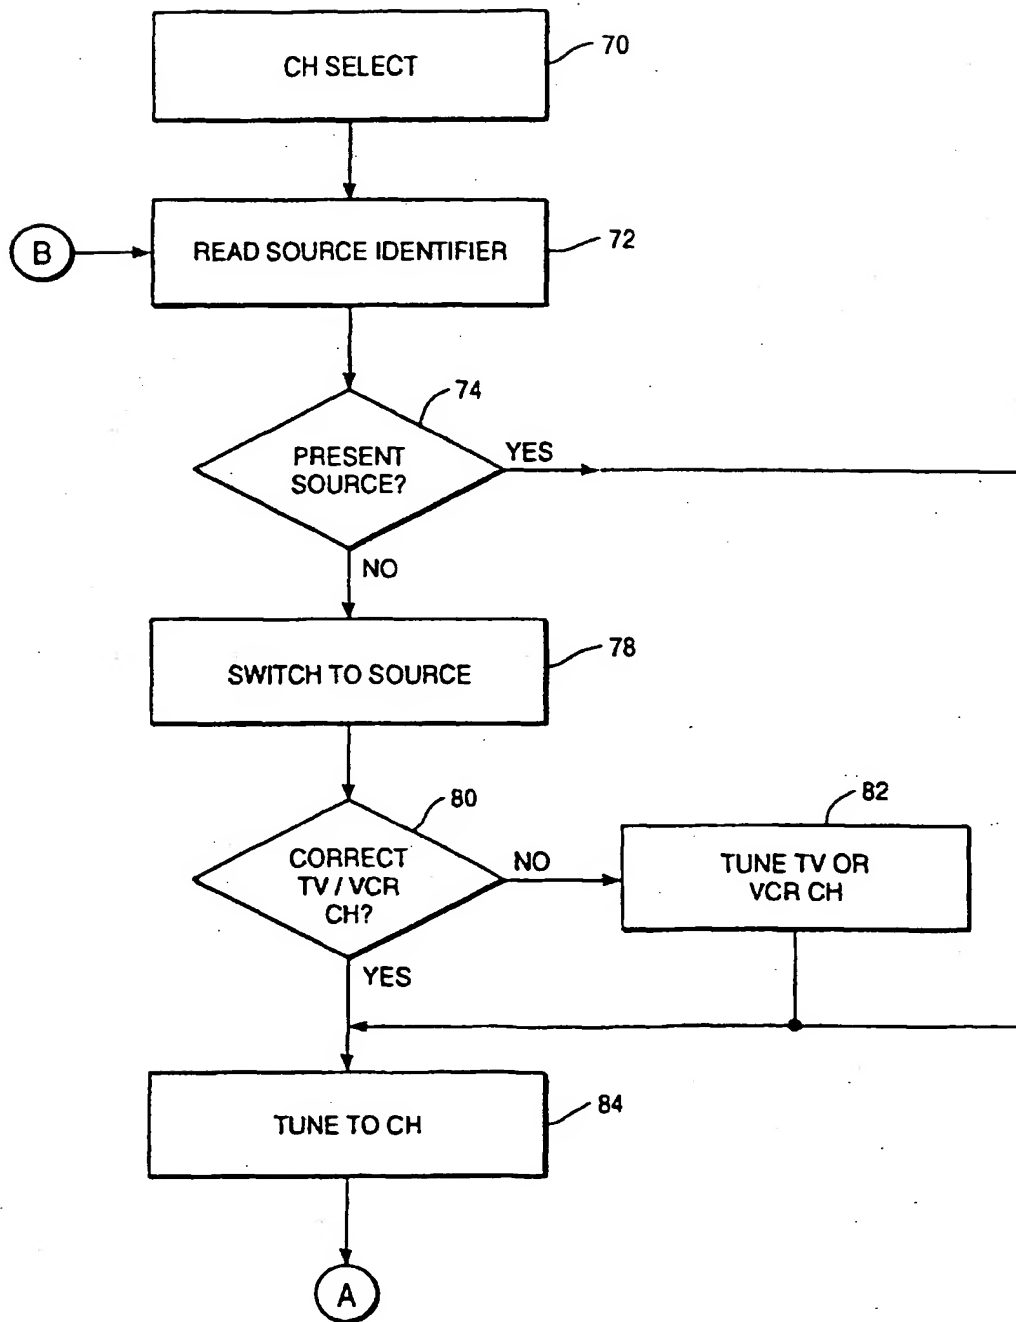 CH SELECT
70
B
READ SOURCE IDENTIFIER
72
74
PRESENT
SOURCE?
YES
NO
SWITCH TO SOURCE
78
80
CORRECT
TV / VCR
CH?
NO
82
TUNE TV OR
VCR CH
YES
TUNE TO CH
84
A